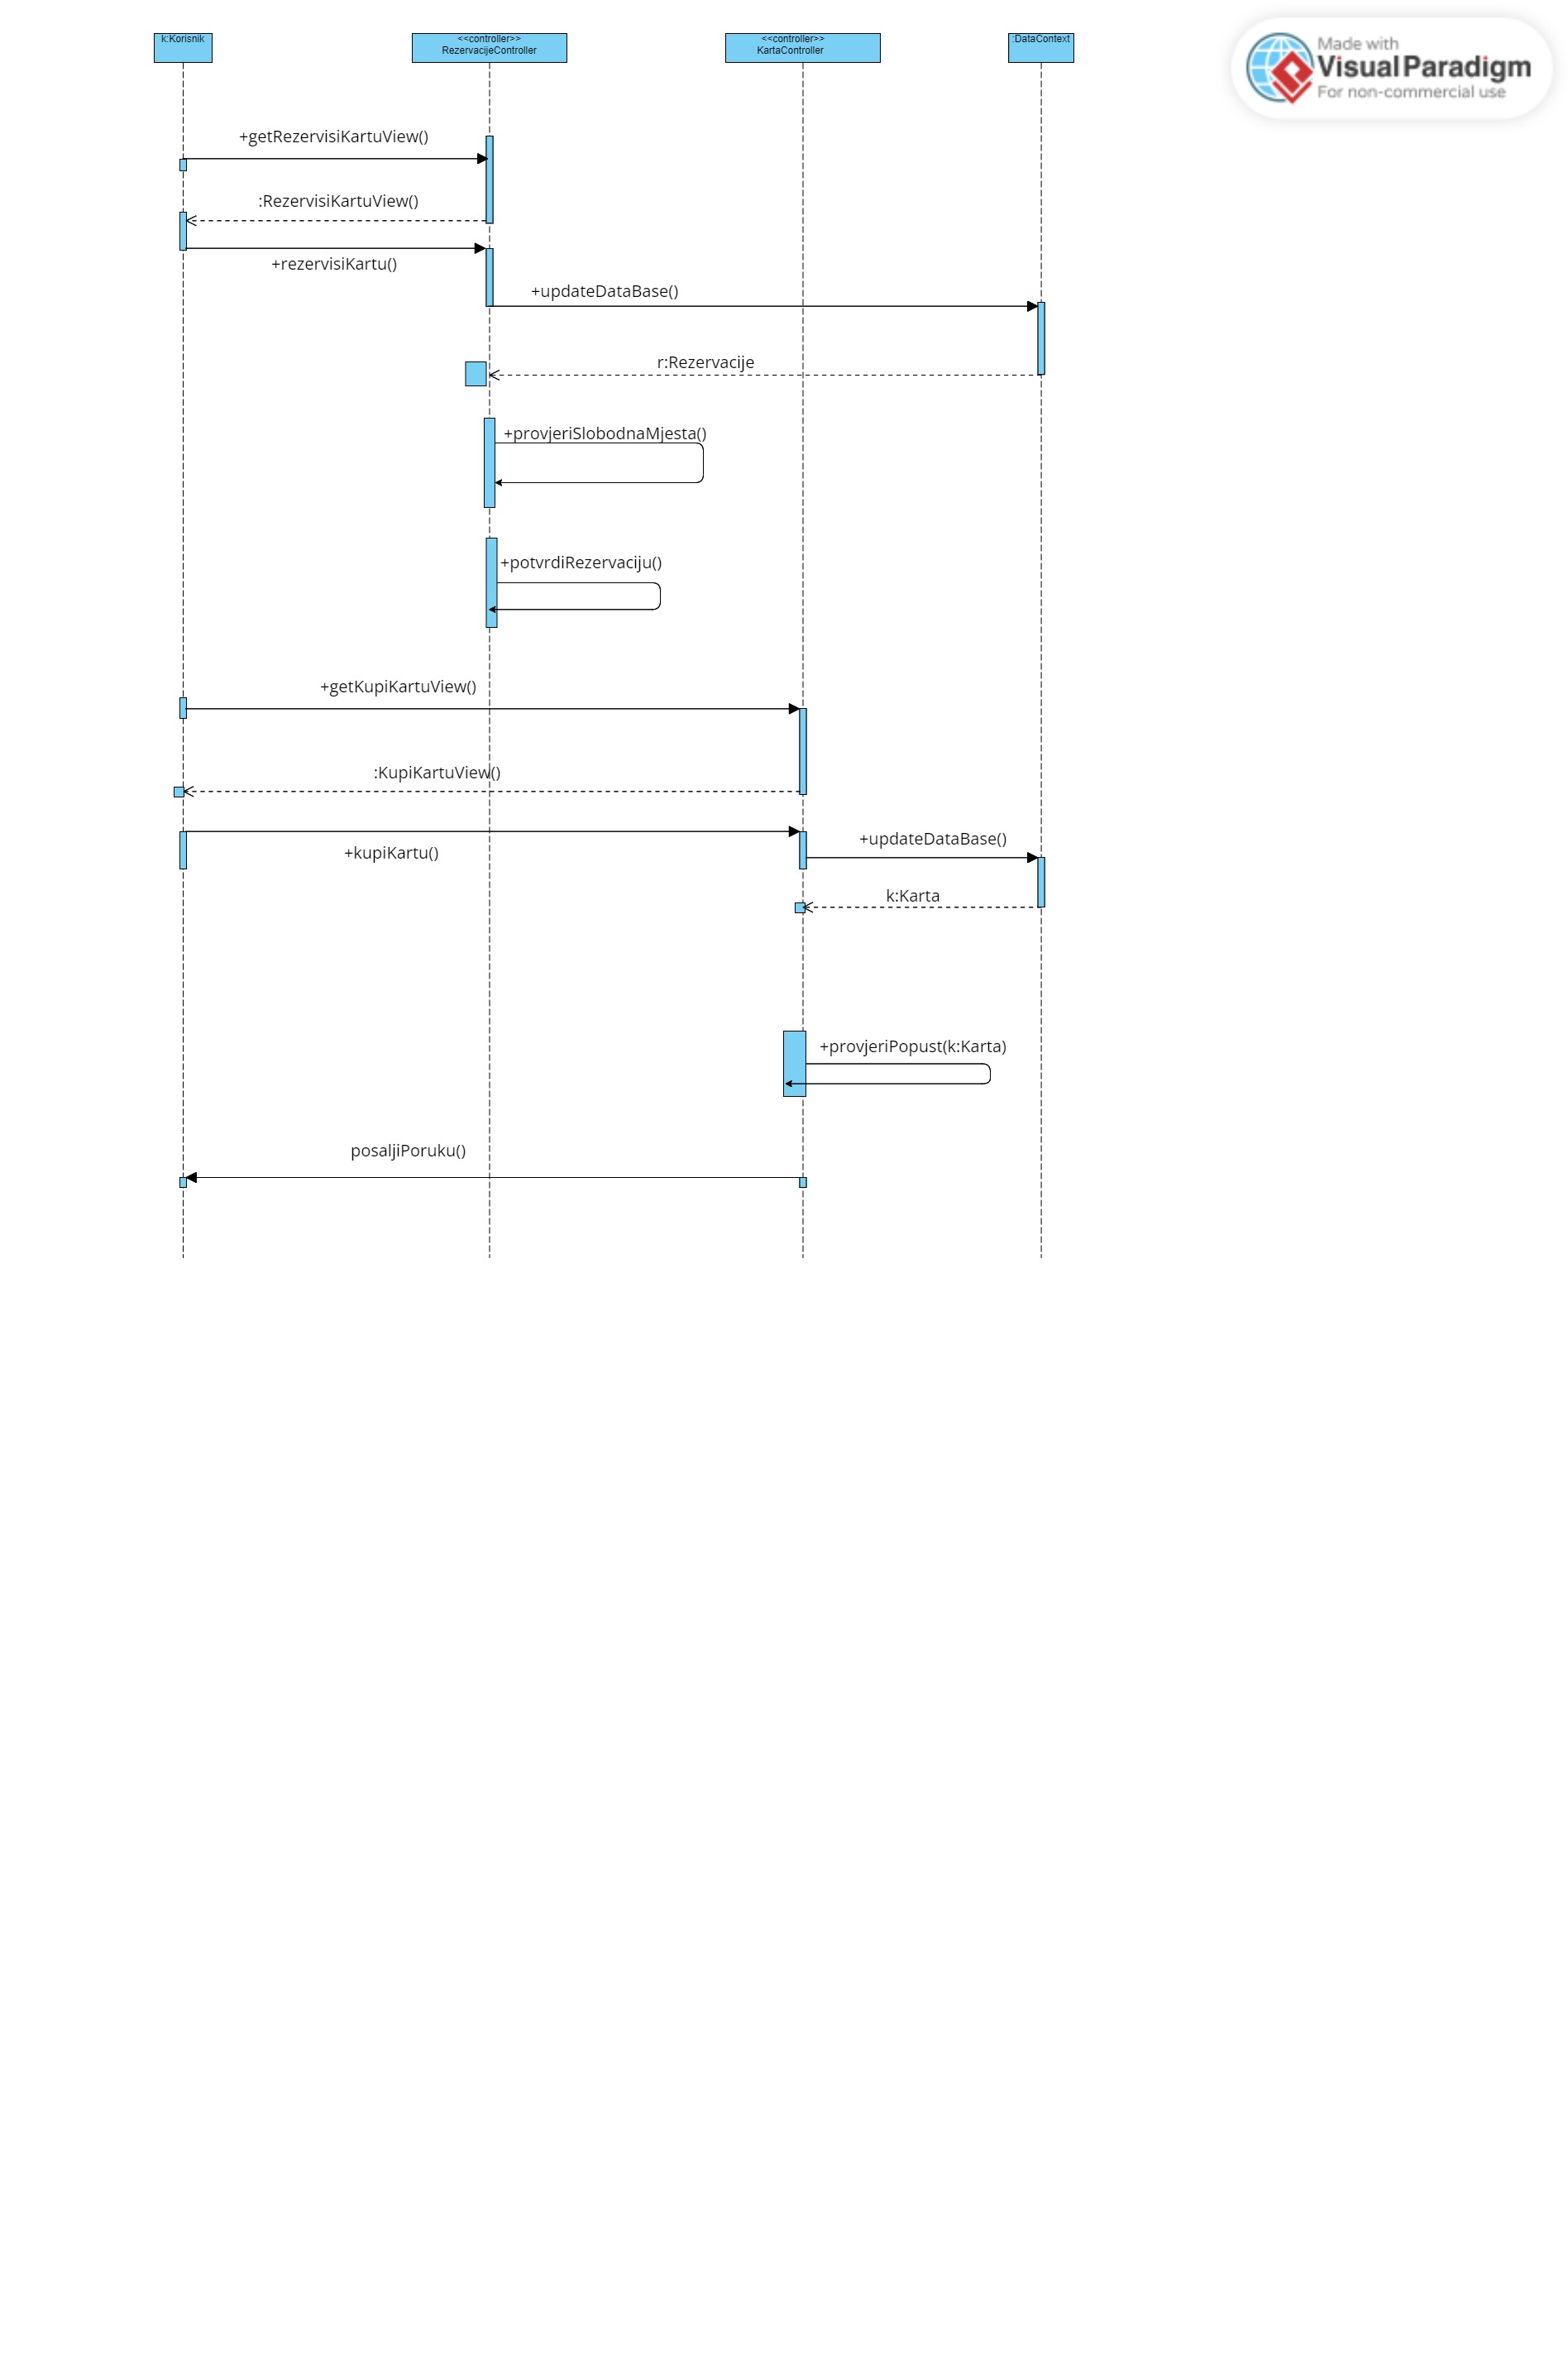 k:Korisnik
<<controller>>
RezervacijeController
<<controller>>
KartaController
:DataContext
Made with
Visual Paradigm
For non-commercial use
+getRezervisiKartuView()
:RezervisiKartuView()
+rezervisiKartu()
+updateDataBase()
r:Rezervacije
+provjeriSlobodnaMjesta()
+potvrdiRezervaciju()
+getKupiKartuView()
:KupiKartuView()
+kupiKartu()
+updateDataBase()
k:Karta
+provjeriPopust(k:Karta)
posaljiPoruku()